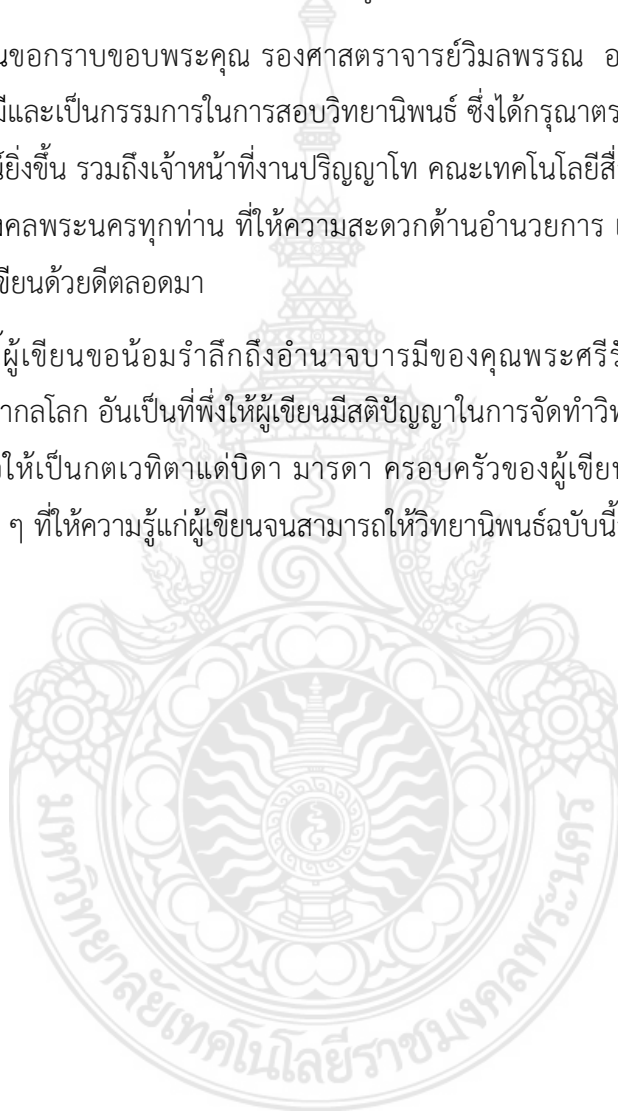 นขอกราบขอบพระคุณ รองศาสตราจารย์วิมลพรรณ อ
มีและเป็นกรรมการในการสอบวิทยานิพนธ์ ซึ่งได้กรุณาตร
ยิ่งขึ้น รวมถึงเจ้าหน้าที่งานปริญญาโท คณะเทคโนโลยีสื่
งคลพระนครทุกท่าน ที่ให้ความสะดวกด้านอำนวยการ แ
เขียนด้วยดีตลอดมา
ผู้เขียนขอน้อมรำลึกถึงอำนาจบารมีของคุณพระศรีรั
ากลโลก อันเป็นที่พึ่งให้ผู้เขียนมีสติปัญญาในการจัดทำวิท
ให้เป็นกตเวทิตาแด่บิดา มารดา ครอบครัวของผู้เขียน
ๆ ที่ให้ความรู้แก่ผู้เขียนจนสามารถให้วิทยานิพนธ์ฉบับนี้
มหาวิทยาลัยเทคโนโลยีราชมงคลพระนคร